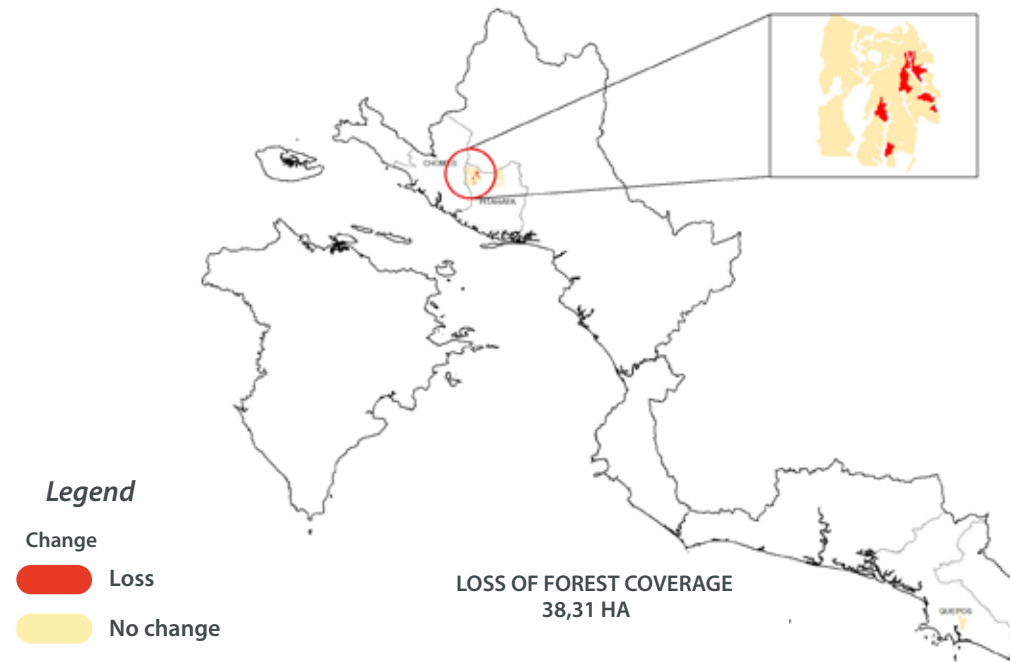 CHOMES
PITAHAYA
Legend
Change
Loss
No change
LOSS OF FOREST COVERAGE
38,31 HA
QUEPOS